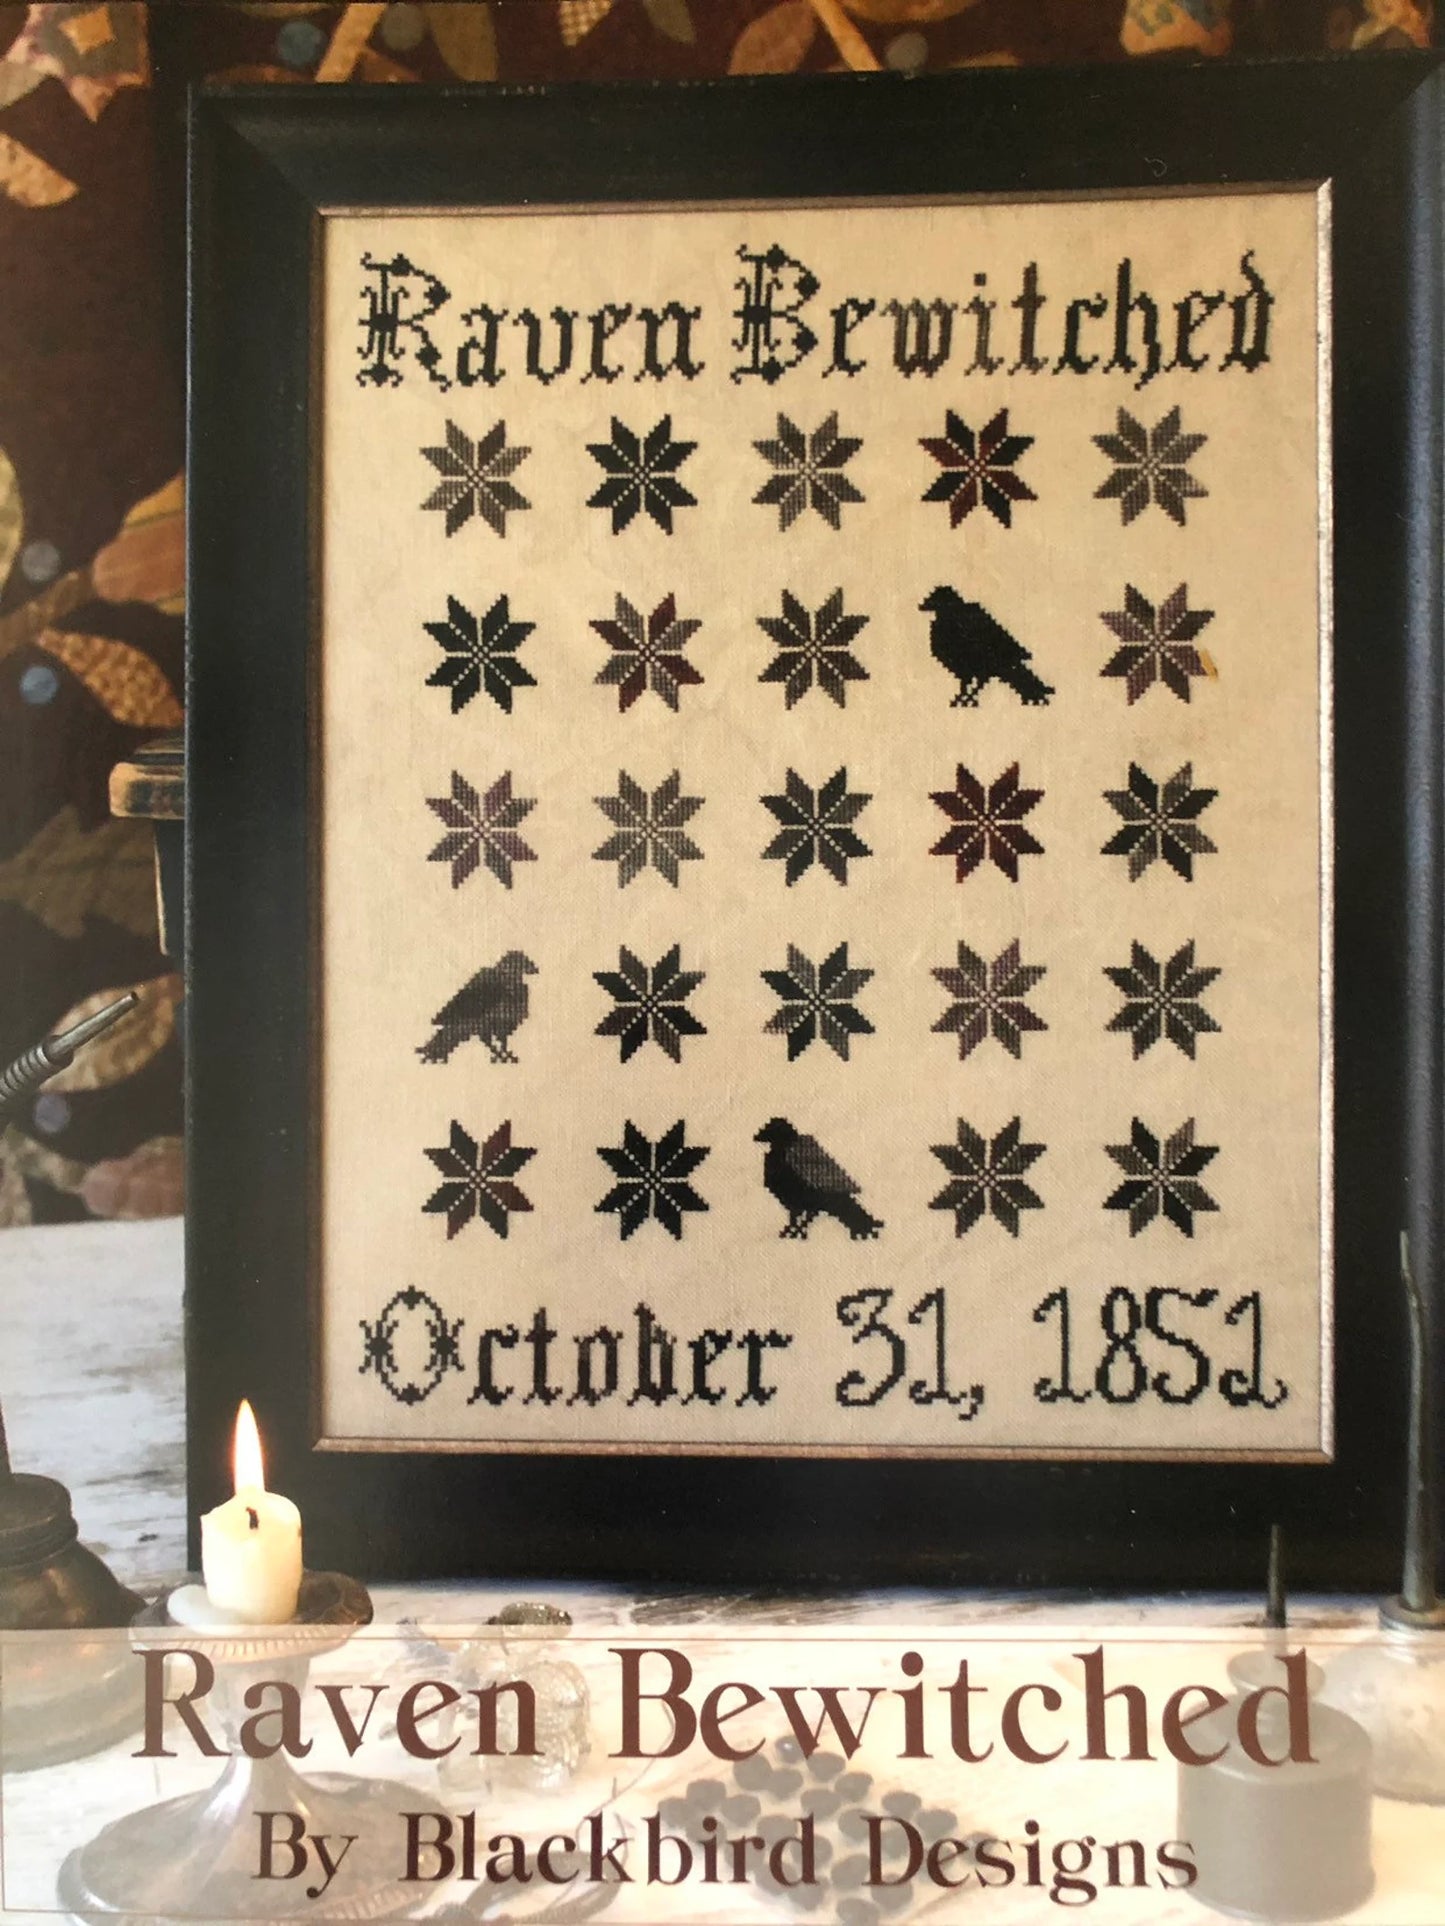 Raven Bewitched
October 31, 1851
Raven Bewitched
By Blackbird Designs